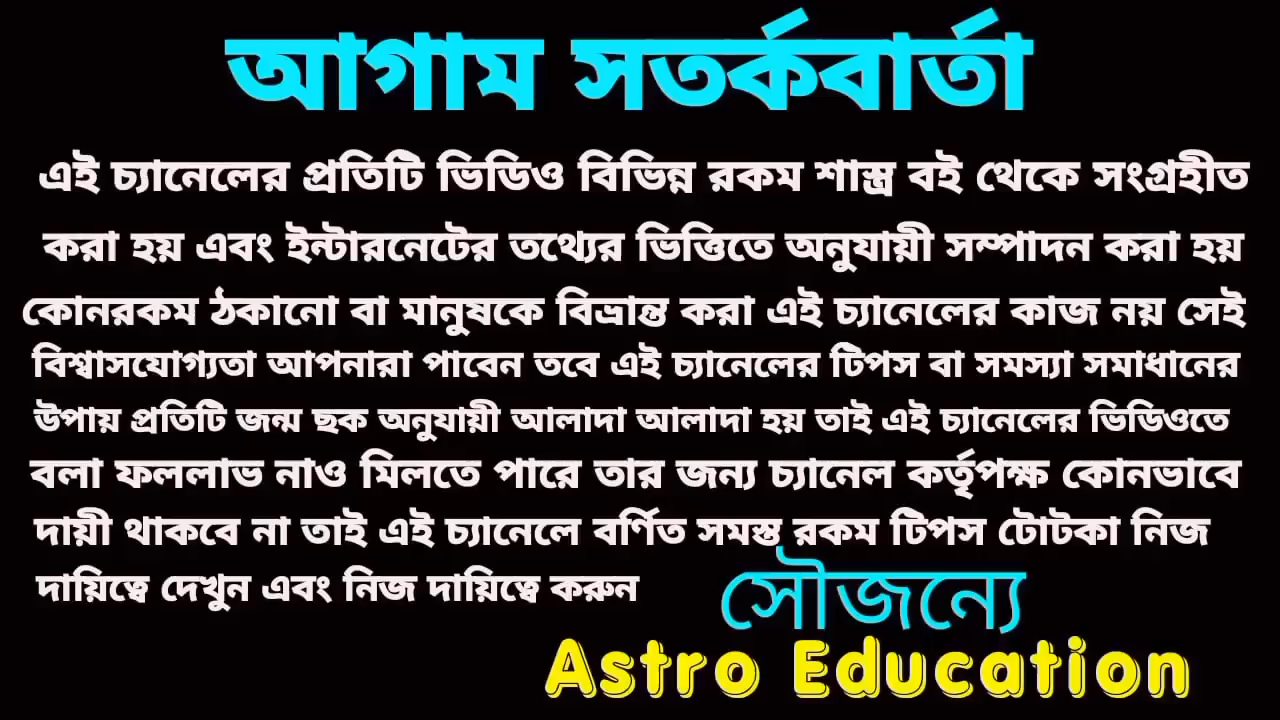 আগাম সতর্কবার্তা
এই চ্যানেলের প্রতিটি ভিডিও বিভিন্ন রকম শাস্ত্র বই থেকে সংগ্রহীত
করা হয় এবং ইন্টারনেটের তথ্যের ভিত্তিতে অনুযায়ী সম্পাদন করা হয়
কোনরকম ঠকানো বা মানুষকে বিভ্রান্ত করা এই চ্যানেলের কাজ নয় সেই
বিশ্বাসযোগ্যতা আপনারা পাবেন তবে এই চ্যানেলের টিপস বা সমস্যা সমাধানের
উপায় প্রতিটি জন্ম ছক অনুযায়ী আলাদা আলাদা হয় তাই এই চ্যানেলের ভিডিওতে
বলা ফললাভ নাও মিলতে পারে তার জন্য চ্যানেল কর্তৃপক্ষ কোনভাবে
দায়ী থাকবে না তাই এই চ্যানেলে বর্ণিত সমস্ত রকম টিপস টোটকা নিজ
দায়িত্বে দেখুন এবং নিজ দায়িত্বে করুন
সৌজন্যে
Astro Education